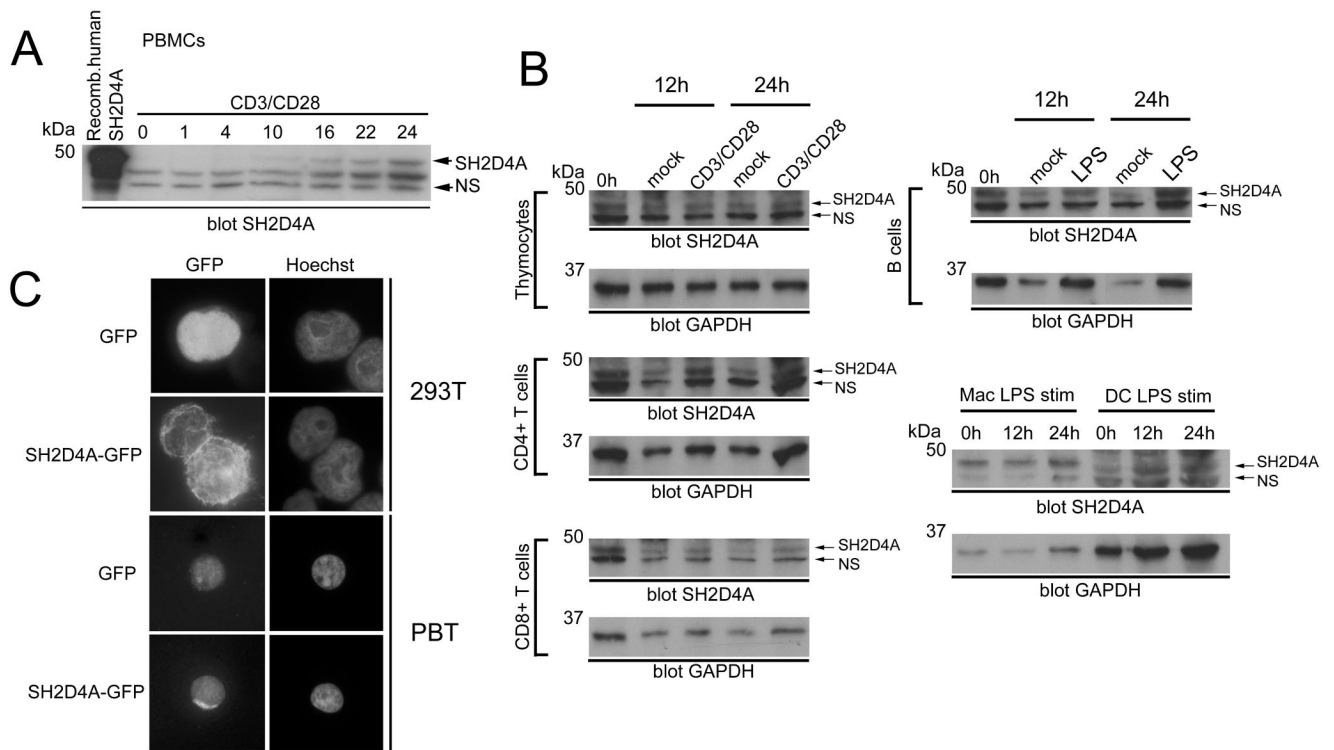 A
Recomb.human
SH2D4A
PBMCs
CD3/CD28
kDa
0 1 4 10 16 22 24
50
SH2D4A
NS
blot SH2D4A
B
12h 24h
kDa
0h mock CD3/CD28 mock CD3/CD28
50
SH2D4A
NS
blot SH2D4A
Thymocytes
37
blot GAPDH
50
SH2D4A
NS
blot SH2D4A
CD4+ T cells
37
blot GAPDH
50
SH2D4A
NS
blot SH2D4A
CD8+ T cells
37
blot GAPDH
12h 24h
kDa
0h mock LPS mock LPS
50
SH2D4A
NS
blot SH2D4A
B cells
37
blot GAPDH
Mac LPS stim DC LPS stim
kDa
0h 12h 24h 0h 12h 24h
50
SH2D4A
NS
blot SH2D4A
37
blot GAPDH
C
GFP Hoechst
GFP
SH2D4A-GFP
293T
GFP
SH2D4A-GFP
PBT